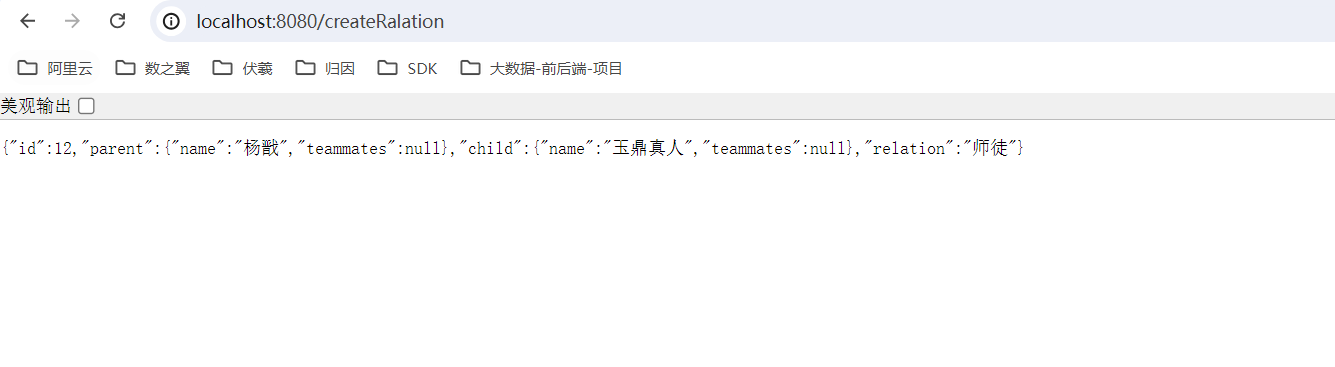 localhost:8080/createRalation
阿里云 数之翼 伏羲 归因 SDK 大数据-前后端-项目
美观输出
{"id":12,"parent":{"name":"杨戬","teammates":null},"child":{"name":"玉鼎真人","teammates":null},"relation":"师徒"}